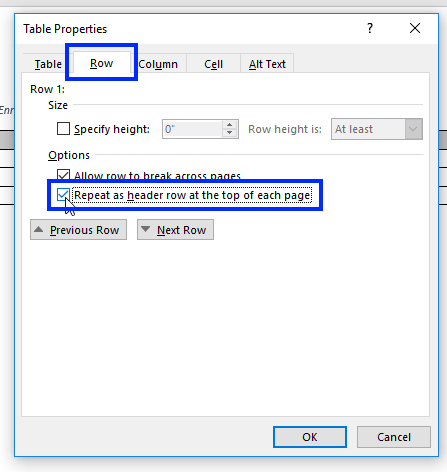 Table Properties ? ×
Table Row Column Cell Alt Text
Enr
Row 1:
Size
Specify height: 0" Row height is: At least
Options
Allow row to break across pages
Repeat as header row at the top of each page
Previous Row Next Row
OK Cancel